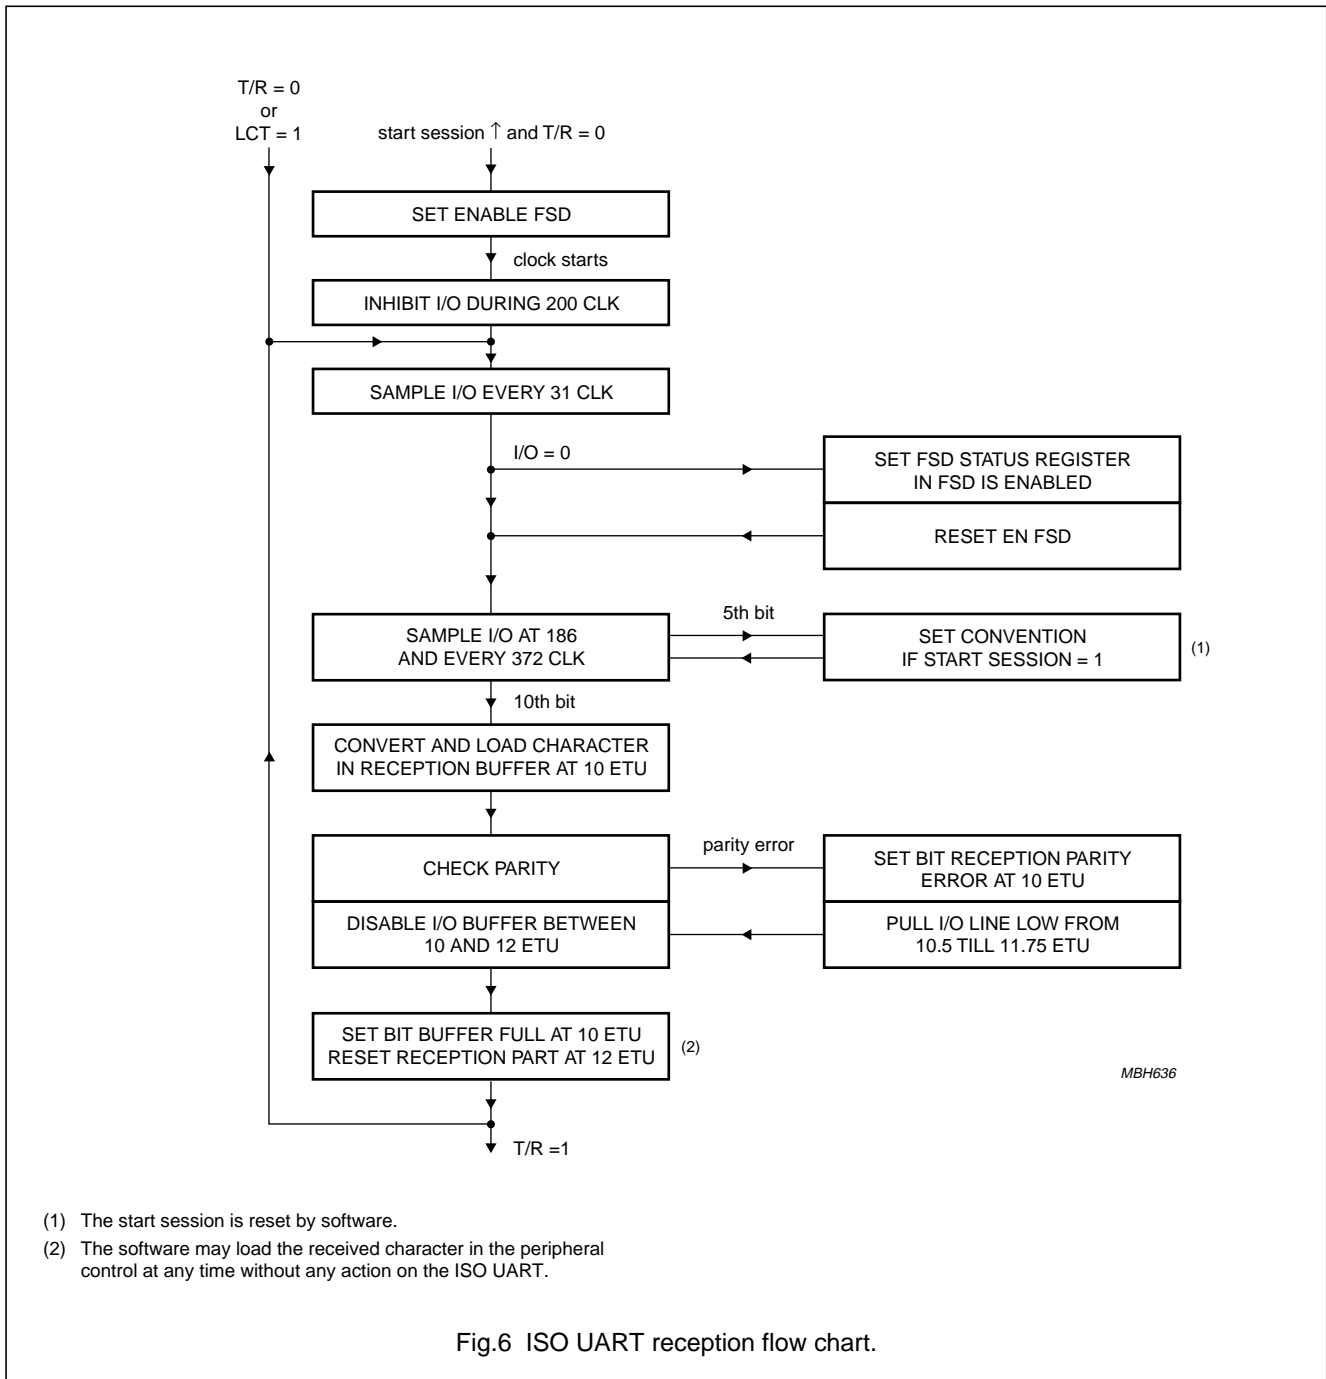 T/R = 0
or
LCT = 1
start session ↑ and T/R = 0
SET ENABLE FSD
clock starts
INHIBIT I/O DURING 200 CLK
SAMPLE I/O EVERY 31 CLK
I/O = 0
SET FSD STATUS REGISTER
IN FSD IS ENABLED
RESET EN FSD
SAMPLE I/O AT 186
AND EVERY 372 CLK
5th bit
SET CONVENTION
IF START SESSION = 1
(1)
10th bit
CONVERT AND LOAD CHARACTER
IN RECEPTION BUFFER AT 10 ETU
CHECK PARITY
parity error
SET BIT RECEPTION PARITY
ERROR AT 10 ETU
DISABLE I/O BUFFER BETWEEN
10 AND 12 ETU
PULL I/O LINE LOW FROM
10.5 TILL 11.75 ETU
SET BIT BUFFER FULL AT 10 ETU
RESET RECEPTION PART AT 12 ETU
(2)
MBH636
T/R =1
(1) The start session is reset by software.
(2) The software may load the received character in the peripheral
control at any time without any action on the ISO UART.
Fig.6 ISO UART reception flow chart.